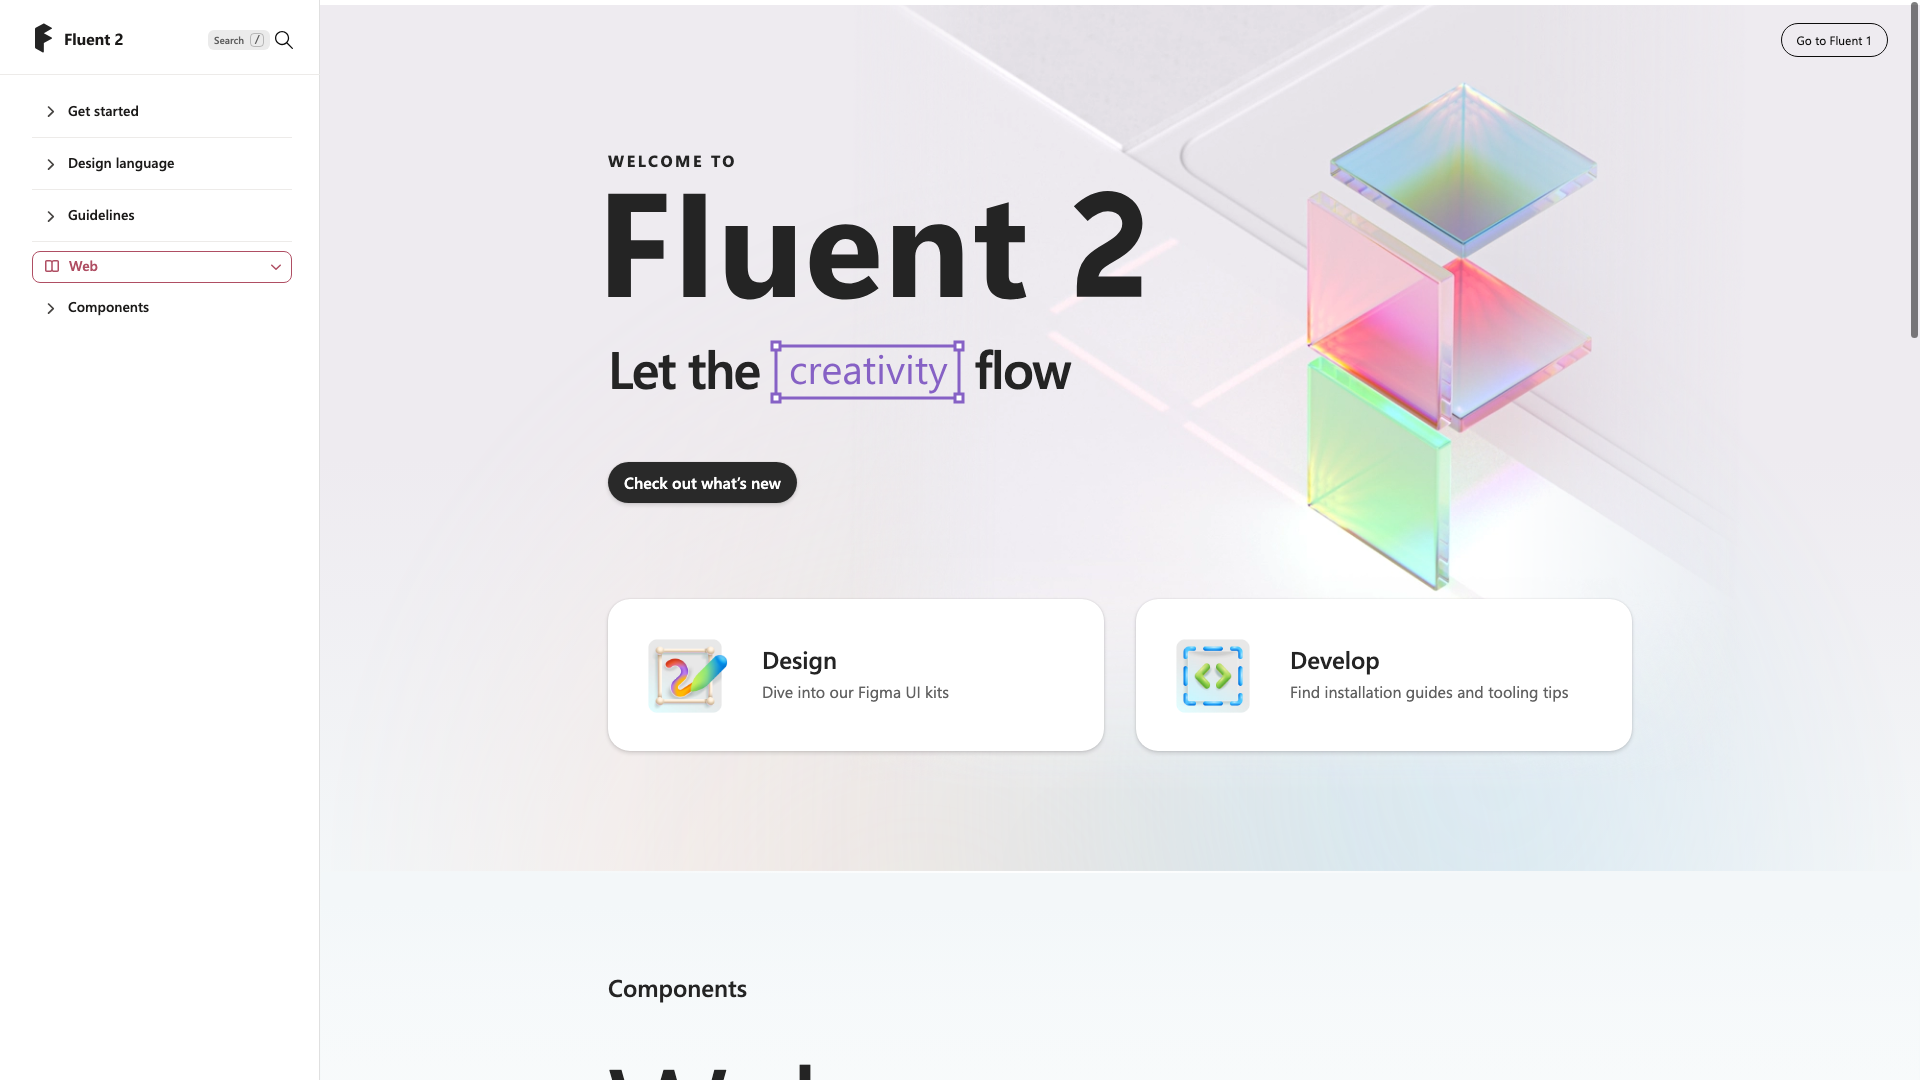 Fluent 2
Search /
Get started
Design language
Guidelines
Web
Components
Go to Fluent 1
WELCOME TO
Fluent 2
Let the creativity flow
Check out what's new
Design
Dive into our Figma UI kits
Develop
Find installation guides and tooling tips
Components